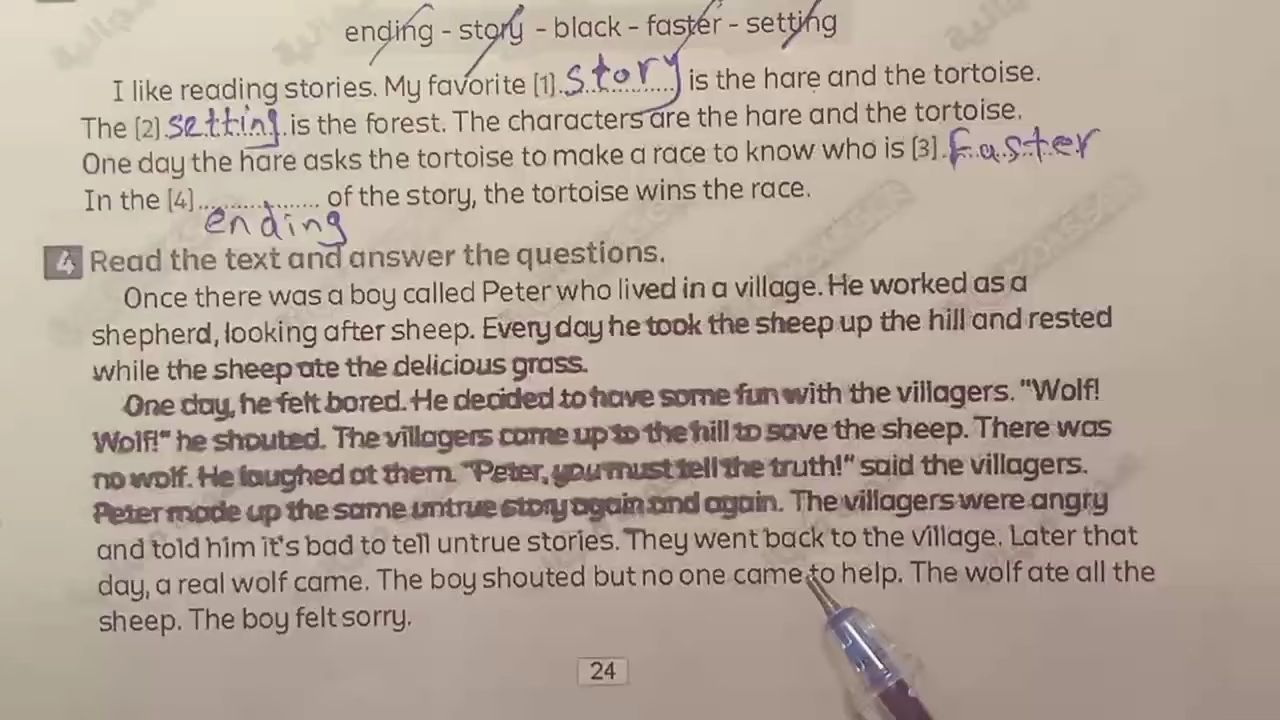 ending - story - black - faster - setting
I like reading stories. My favorite [1] story is the hare and the tortoise.
The [2] setting is the forest. The characters are the hare and the tortoise.
One day the hare asks the tortoise to make a race to know who is [3] faster
In the [4].................. of the story, the tortoise wins the race.
ending
4 Read the text and answer the questions.
Once there was a boy called Peter who lived in a village. He worked as a
shepherd, looking after sheep. Every day he took the sheep up the hill and rested
while the sheep ate the delicious grass.
One day, he felt bored. He decided to have some fun with the villagers. "Wolf!
Wolf!" he shouted. The villagers came up to the hill to save the sheep. There was
no wolf. He laughed at them. "Peter, you must tell the truth!" said the villagers.
Peter made up the same untrue story again and again. The villagers were angry
and told him it's bad to tell untrue stories. They went back to the village. Later that
day, a real wolf came. The boy shouted but no one came to help. The wolf ate all the
sheep. The boy felt sorry.
24